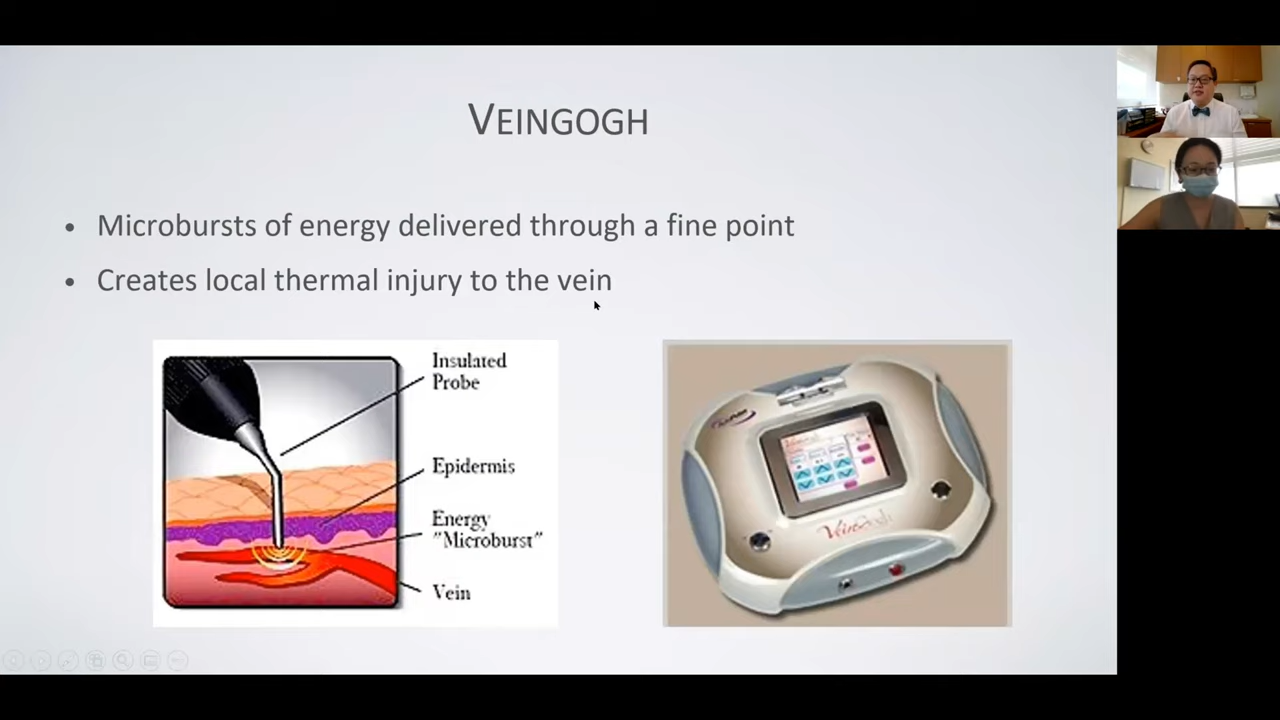 VEINGOGH
• Microbursts of energy delivered through a fine point
• Creates local thermal injury to the vein
Insulated
Probe
Epidermis
Energy
"Microburst"
Vein
VeinGogh